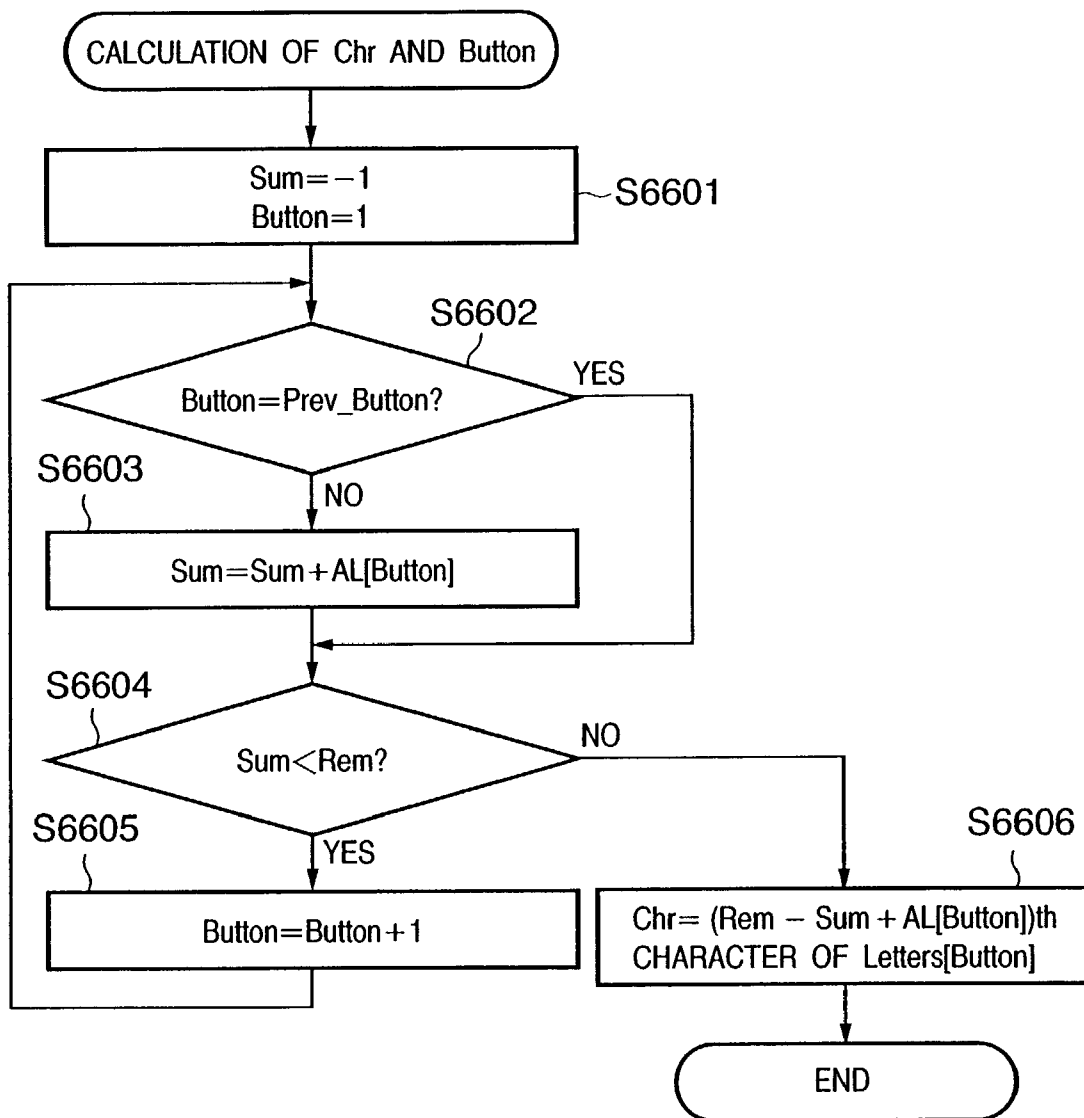 CALCULATION OF Chr AND Button
Sum=−1
Button=1
S6601
S6602
Button=Prev_Button?
YES
S6603
NO
Sum=Sum+AL[Button]
S6604
Sum<Rem?
NO
S6605
YES
Button=Button+1
S6606
Chr= (Rem − Sum + AL[Button])th
CHARACTER OF Letters[Button]
END